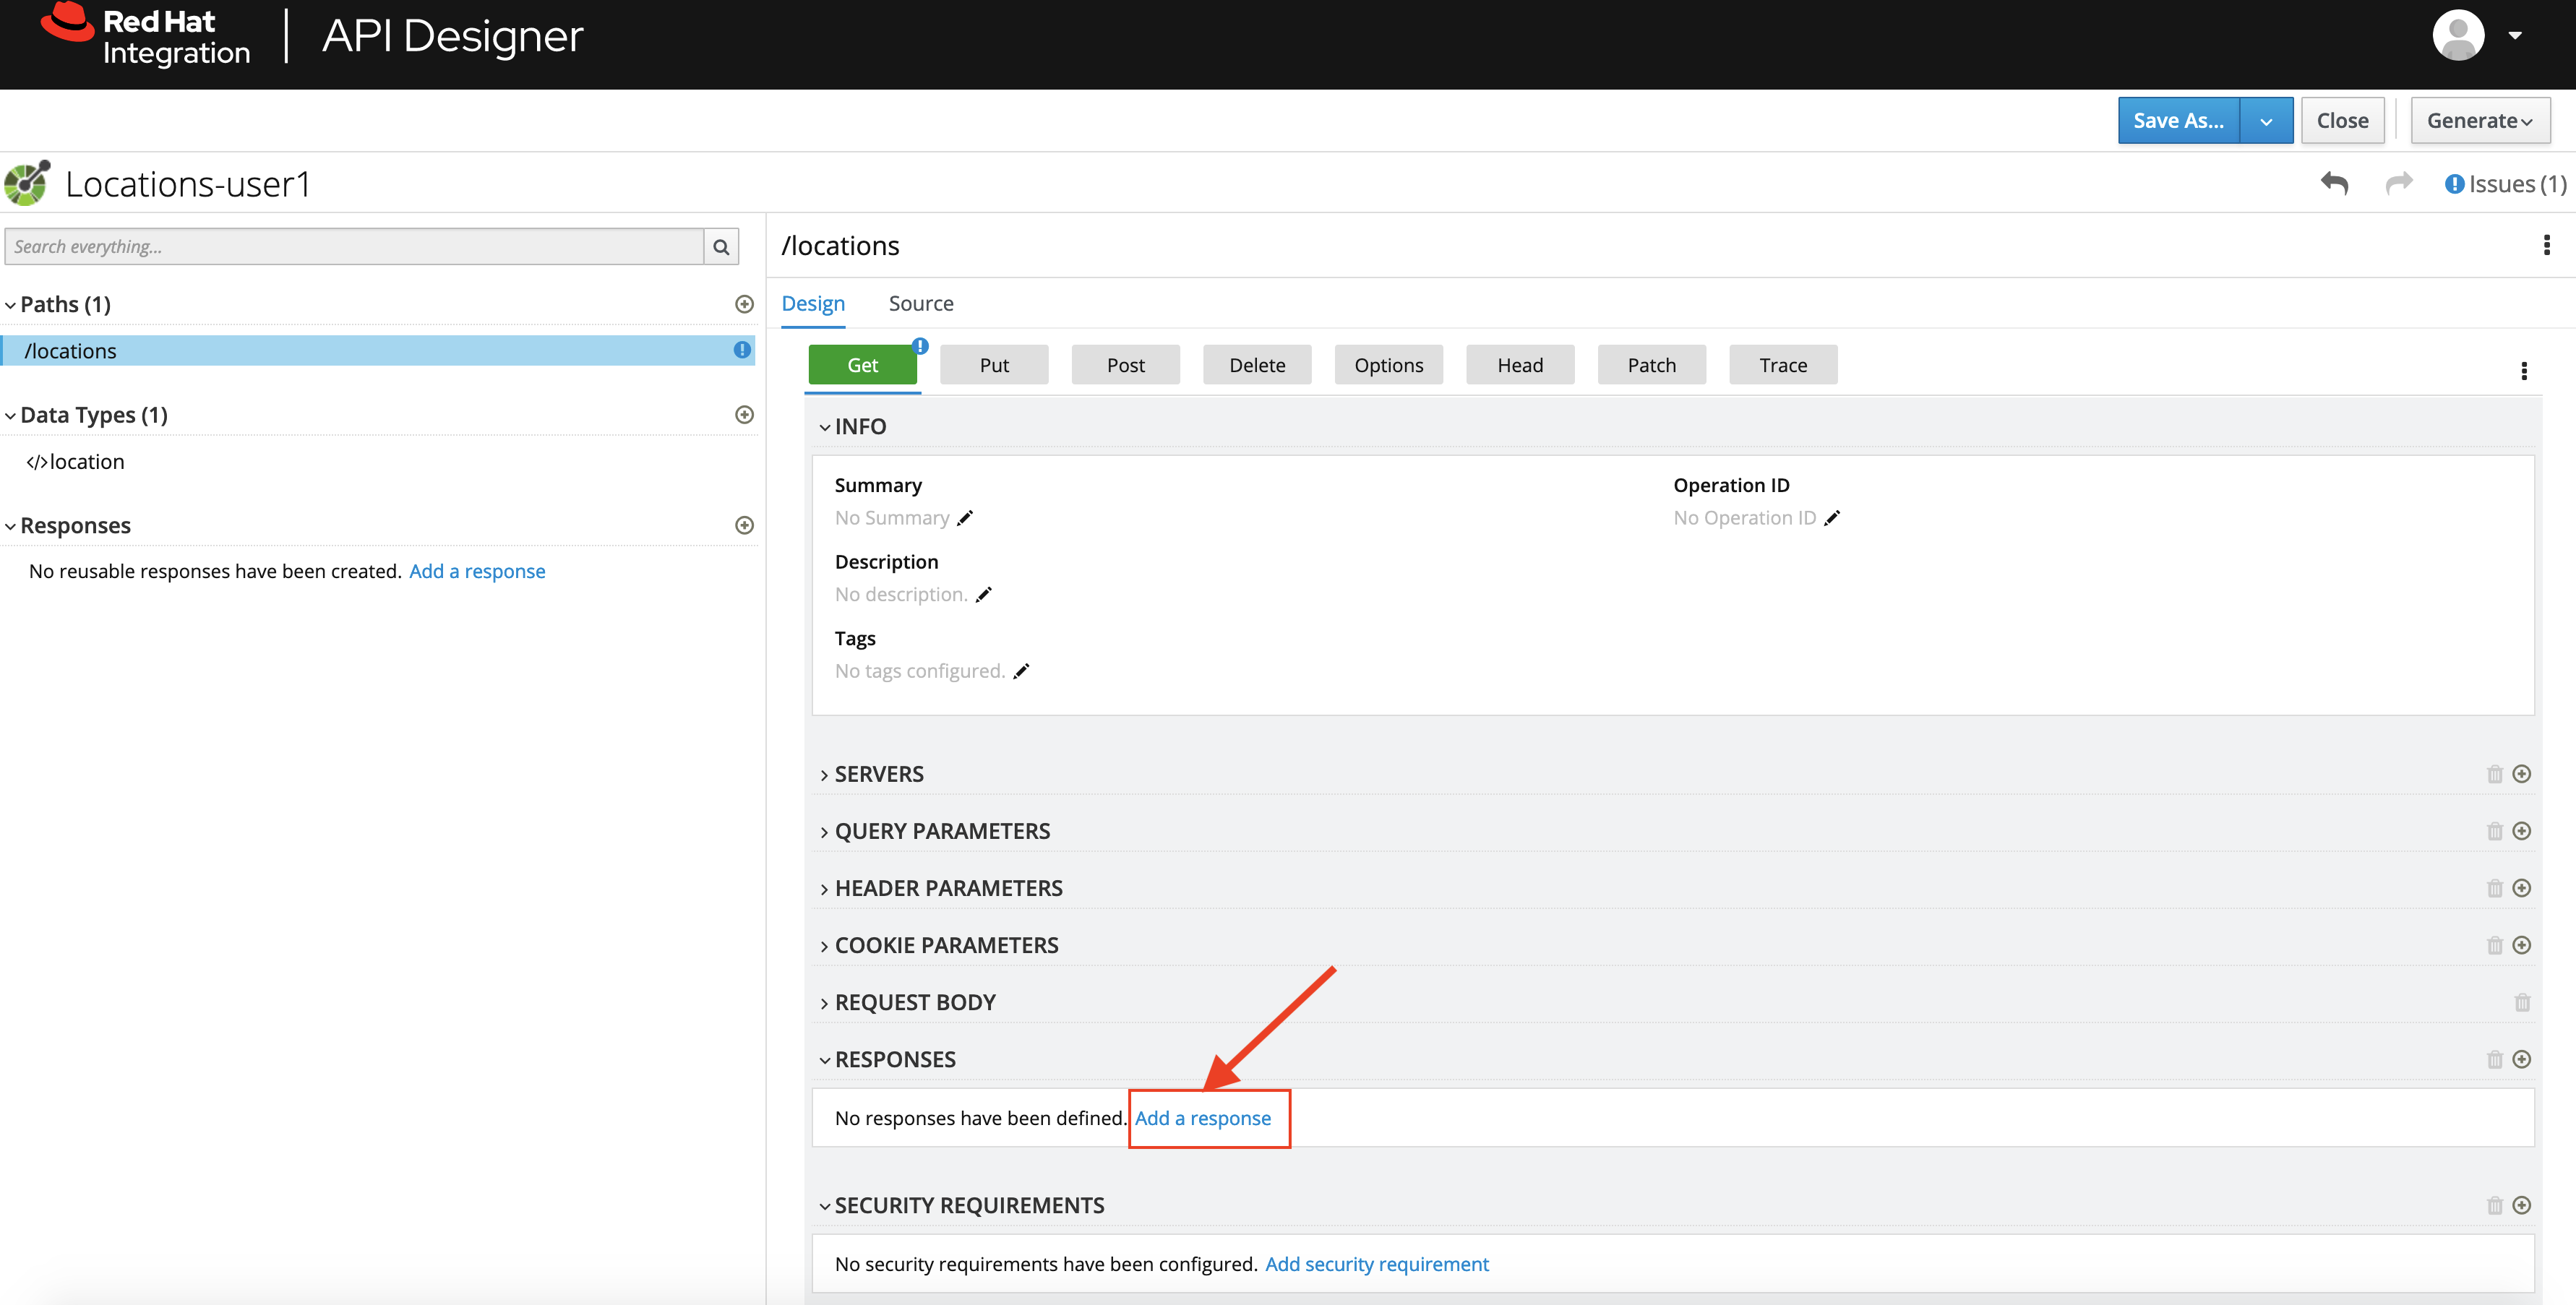 Red Hat
Integration
API Designer
Save As...
Close
Generate
Locations-user1
Issues (1)
Search everything...
Paths (1)
/locations
Data Types (1)
</>location
Responses
No reusable responses have been created. Add a response
/locations
Design Source
Get Put Post Delete Options Head Patch Trace
INFO
Summary
No Summary
Operation ID
No Operation ID
Description
No description.
Tags
No tags configured.
SERVERS
QUERY PARAMETERS
HEADER PARAMETERS
COOKIE PARAMETERS
REQUEST BODY
RESPONSES
No responses have been defined. Add a response
SECURITY REQUIREMENTS
No security requirements have been configured. Add security requirement